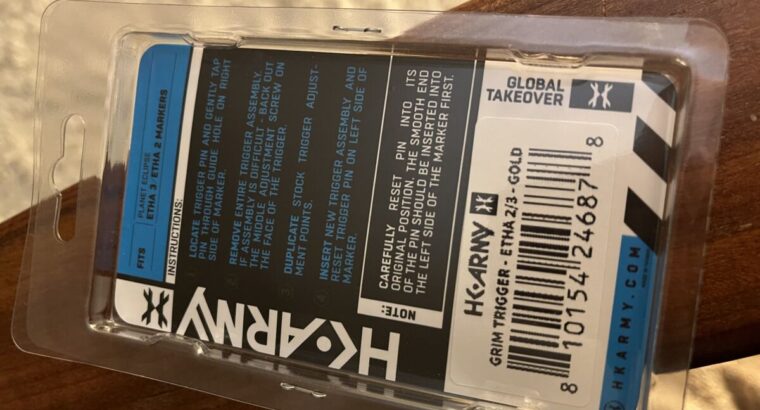 FITS
PLANET ECLIPSE
ETHA 3 / ETHA 2 MARKERS
INSTRUCTIONS:
LOCATE TRIGGER PIN AND GENTLY TAP
PIN THROUGH GUIDE HOLE ON RIGHT
SIDE OF MARKER.
REMOVE ENTIRE TRIGGER ASSEMBLY.
IF ASSEMBLY IS DIFFICULT - BACK OUT
THE MIDDLE ADJUSTMENT SCREW ON
THE FACE OF THE TRIGGER.
DUPLICATE STOCK TRIGGER ADJUST-
MENT POINTS.
INSERT NEW TRIGGER ASSEMBLY AND
RESET TRIGGER PIN ON LEFT SIDE OF
MARKER.
NOTE:
CAREFULLY RESET PIN INTO ITS
ORIGINAL POSITION. THE SMOOTH END
OF THE PIN SHOULD BE INSERTED INTO
THE LEFT SIDE OF THE MARKER FIRST.
HK ARMY
GLOBAL
TAKEOVER
HK ARMY
GRIM TRIGGER - ETHA 2/3 - GOLD
8 10154 24687 8
HKARMY.COM